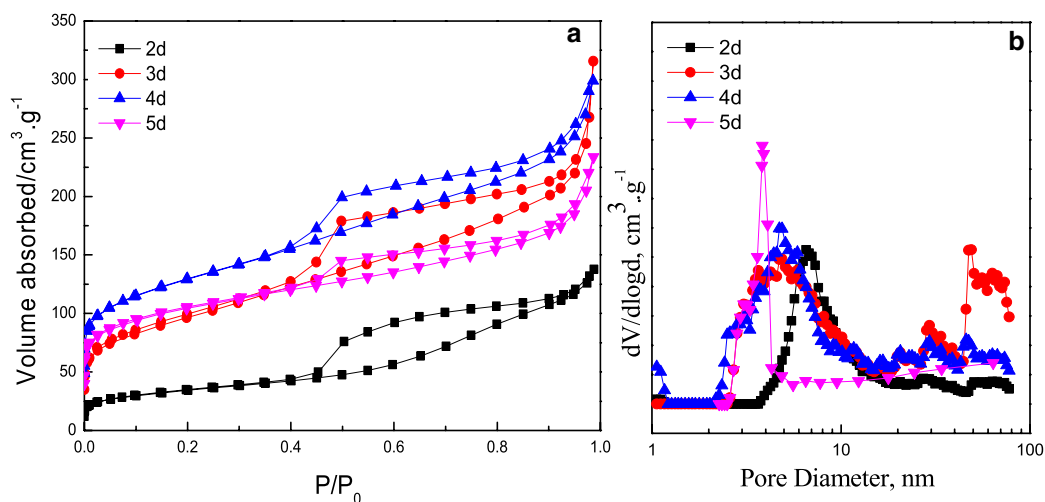 a
2d
3d
4d
5d
Volume absorbed/cm³.g⁻¹
350
300
250
200
150
100
50
0
0.0 0.2 0.4 0.6 0.8 1.0
P/P₀
b
2d
3d
4d
5d
dV/dlogd, cm³.g⁻¹
1 10 100
Pore Diameter, nm